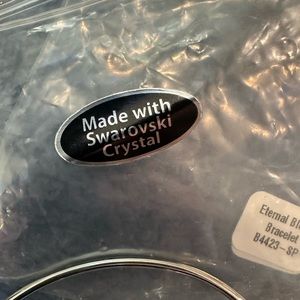 Made with
Swarovski
Crystal
Eternal
Bracelet
B4423-SP